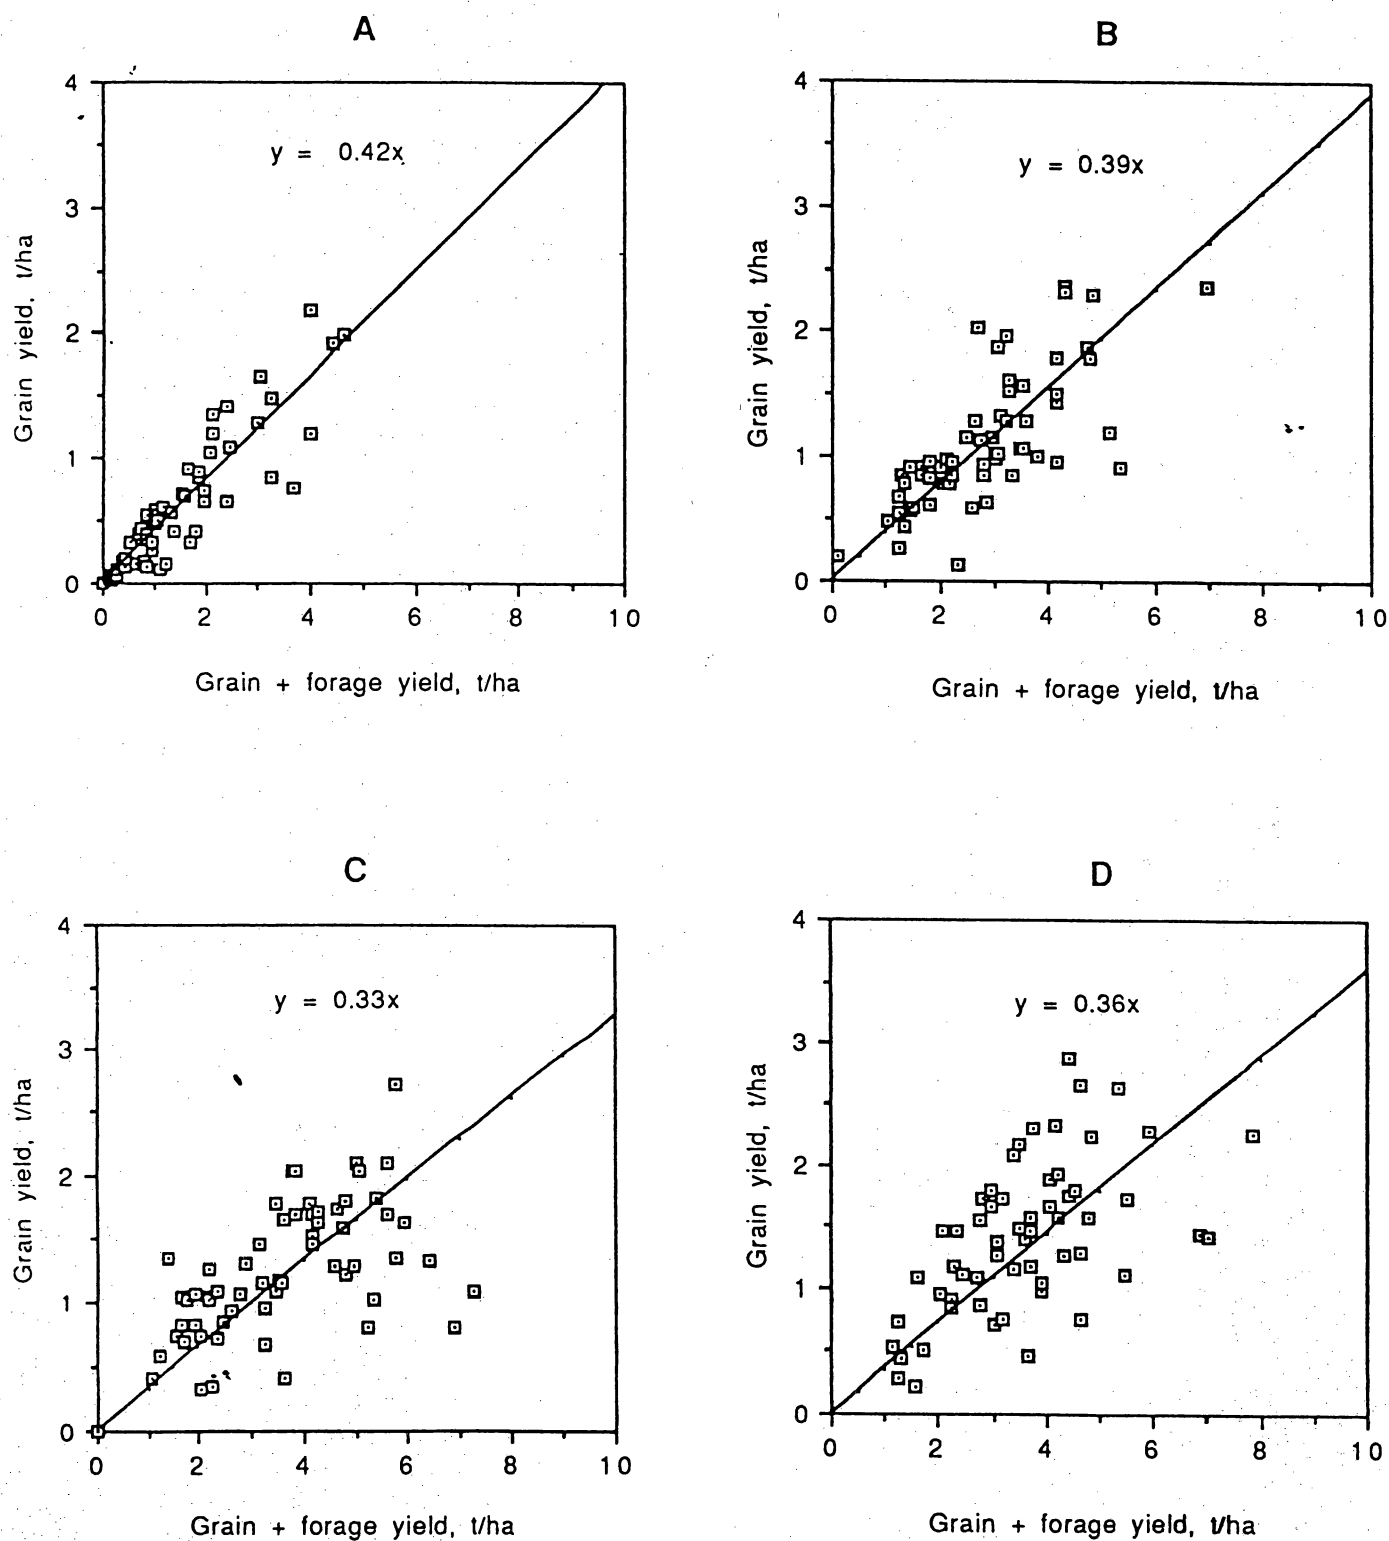 A
4
3
2
1
0
y = 0.42x
Grain yield, t/ha
0 2 4 6 8 10
Grain + forage yield, t/ha
B
4
3
2
1
0
y = 0.39x
Grain yield, t/ha
0 2 4 6 8 10
Grain + forage yield, t/ha
C
4
3
2
1
0
y = 0.33x
Grain yield, t/ha
0 2 4 6 8 10
Grain + forage yield, t/ha
D
4
3
2
1
0
y = 0.36x
Grain yield, t/ha
0 2 4 6 8 10
Grain + forage yield, t/ha